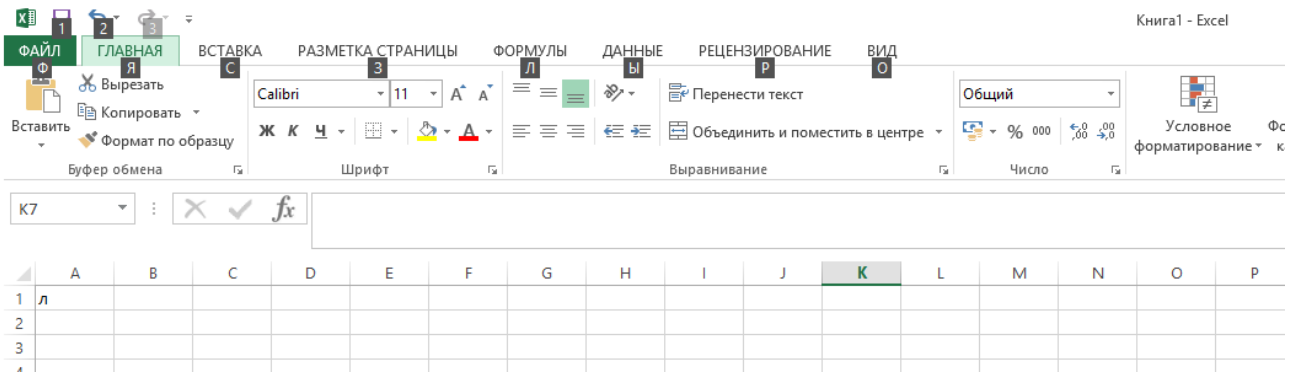 Книга1 - Excel
1 2 3
ФАЙЛ ГЛАВНАЯ ВСТАВКА РАЗМЕТКА СТРАНИЦЫ ФОРМУЛЫ ДАННЫЕ РЕЦЕНЗИРОВАНИЕ ВИД
Ф Я С З Л Ы Р О
Вырезать
Calibri 11 Перенести текст Общий
Копировать
Вставить Ж К Ч Объединить и поместить в центре % 000 Условное
Формат по образцу форматирование
Буфер обмена Шрифт Выравнивание Число
K7 fx
A B C D E F G H I J K L M N O P
1 л
2
3
4